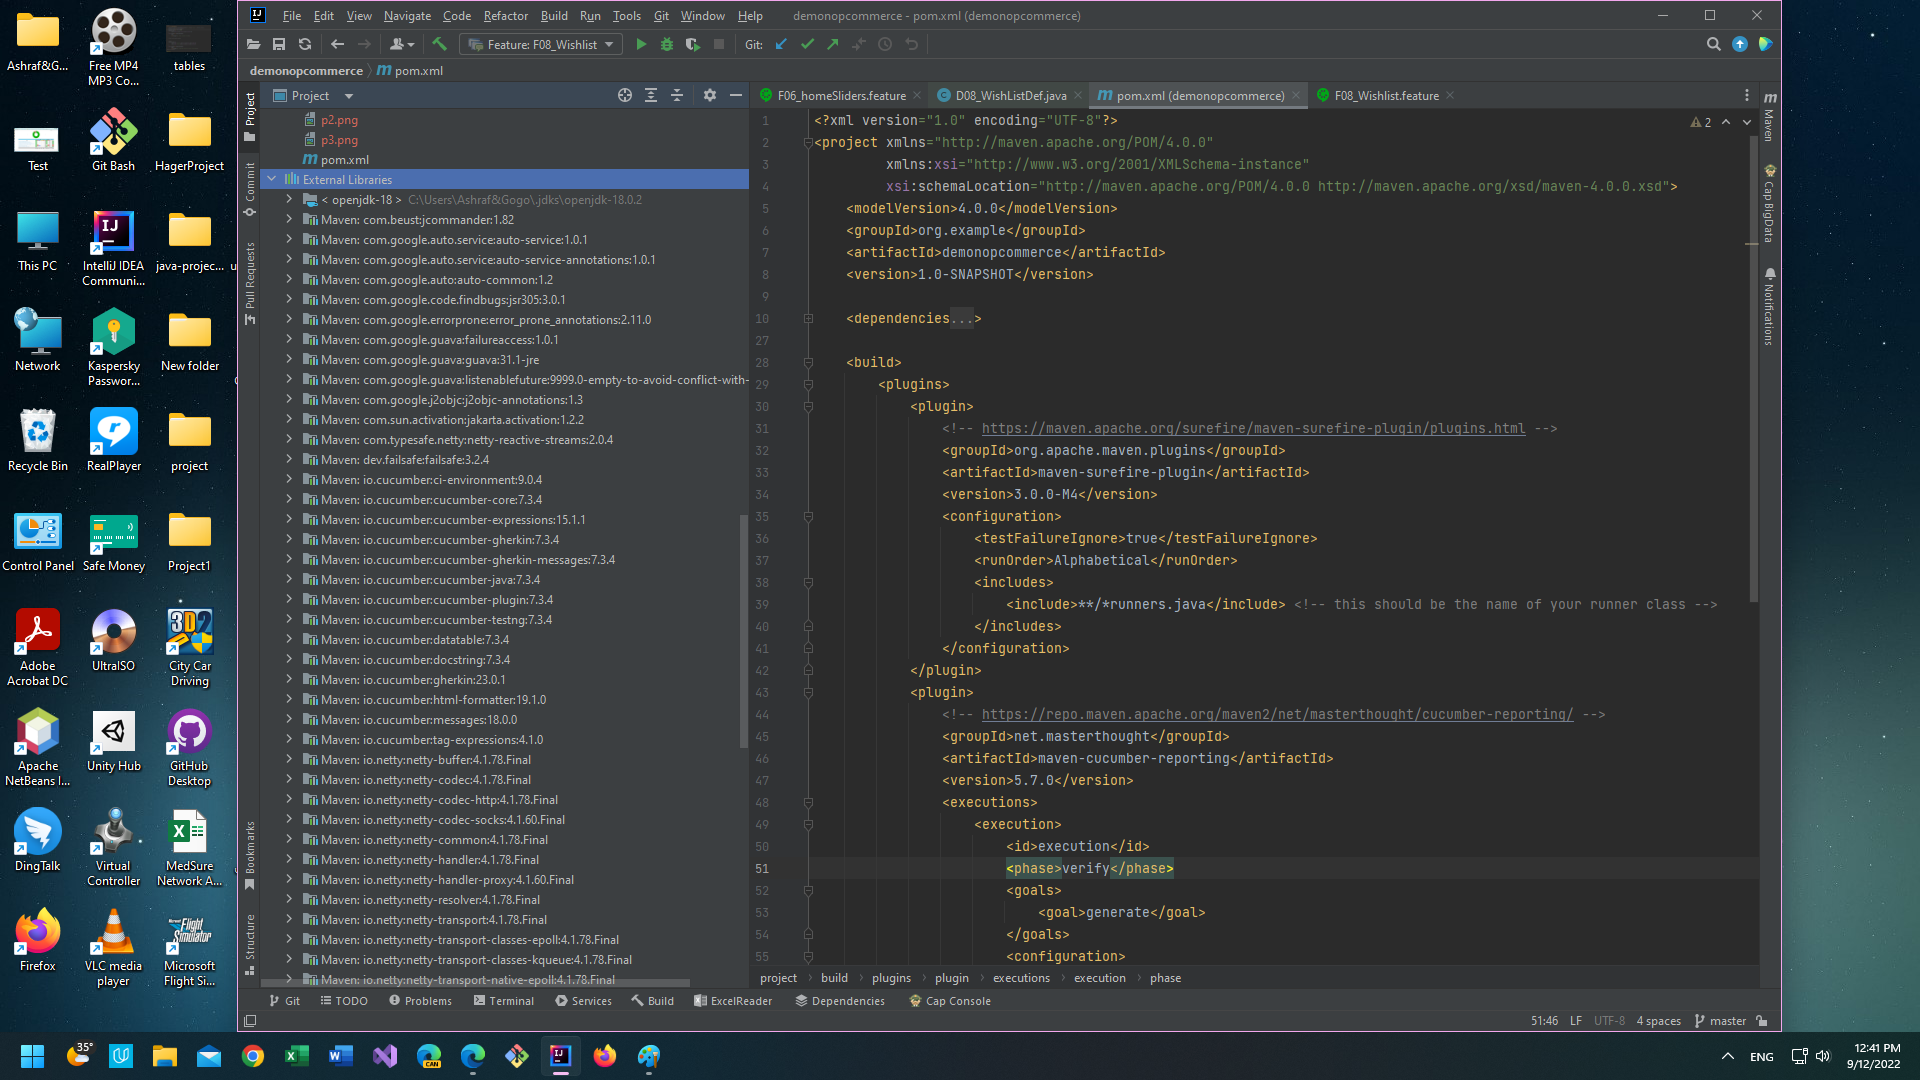 File Edit View Navigate Code Refactor Build Run Tools Git Window Help demonopcommerce - pom.xml (demonopcommerce)
Feature: F08_Wishlist
Git:
demonopcommerce
pom.xml
Project
F06_homeSliders.feature
D08_WishListDef.java
pom.xml (demonopcommerce)
F08_Wishlist.feature
p2.png
p3.png
pom.xml
External Libraries
< openjdk-18 > C:\Users\Ashraf&Gogo\.jdks\openjdk-18.0.2
Maven: com.beust:jcommander:1.82
Maven: com.google.auto.service:auto-service:1.0.1
Maven: com.google.auto.service:auto-service-annotations:1.0.1
Maven: com.google.auto:auto-common:1.2
Maven: com.google.code.findbugs:jsr305:3.0.1
Maven: com.google.errorprone:error_prone_annotations:2.11.0
Maven: com.google.guava:failureaccess:1.0.1
Maven: com.google.guava:guava:31.1-jre
Maven: com.google.guava:listenablefuture:9999.0-empty-to-avoid-conflict-with-
Maven: com.google.j2objc:j2objc-annotations:1.3
Maven: com.sun.activation:jakarta.activation:1.2.2
Maven: com.typesafe.netty:netty-reactive-streams:2.0.4
Maven: dev.failsafe:failsafe:3.2.4
Maven: io.cucumber:ci-environment:9.0.4
Maven: io.cucumber:cucumber-core:7.3.4
Maven: io.cucumber:cucumber-expressions:15.1.1
Maven: io.cucumber:cucumber-gherkin:7.3.4
Maven: io.cucumber:cucumber-gherkin-messages:7.3.4
Maven: io.cucumber:cucumber-java:7.3.4
Maven: io.cucumber:cucumber-plugin:7.3.4
Maven: io.cucumber:cucumber-testng:7.3.4
Maven: io.cucumber:datatable:7.3.4
Maven: io.cucumber:docstring:7.3.4
Maven: io.cucumber:gherkin:23.0.1
Maven: io.cucumber:html-formatter:19.1.0
Maven: io.cucumber:messages:18.0.0
Maven: io.cucumber:tag-expressions:4.1.0
Maven: io.netty:netty-buffer:4.1.78.Final
Maven: io.netty:netty-codec:4.1.78.Final
Maven: io.netty:netty-codec-http:4.1.78.Final
Maven: io.netty:netty-codec-socks:4.1.60.Final
Maven: io.netty:netty-common:4.1.78.Final
Maven: io.netty:netty-handler:4.1.78.Final
Maven: io.netty:netty-handler-proxy:4.1.60.Final
Maven: io.netty:netty-resolver:4.1.78.Final
Maven: io.netty:netty-transport:4.1.78.Final
Maven: io.netty:netty-transport-classes-epoll:4.1.78.Final
Maven: io.netty:netty-transport-classes-kqueue:4.1.78.Final
Maven: io.netty:netty-transport-native-epoll:4.1.78.Final
1 <?xml version="1.0" encoding="UTF-8"?>
2 <project xmlns="http://maven.apache.org/POM/4.0.0"
3 xmlns:xsi="http://www.w3.org/2001/XMLSchema-instance"
4 xsi:schemaLocation="http://maven.apache.org/POM/4.0.0 http://maven.apache.org/xsd/maven-4.0.0.xsd">
5 <modelVersion>4.0.0</modelVersion>
6 <groupId>org.example</groupId>
7 <artifactId>demonopcommerce</artifactId>
8 <version>1.0-SNAPSHOT</version>
9
10 <dependencies...>
27
28 <build>
29 <plugins>
30 <plugin>
31 <!-- https://maven.apache.org/surefire/maven-surefire-plugin/plugins.html -->
32 <groupId>org.apache.maven.plugins</groupId>
33 <artifactId>maven-surefire-plugin</artifactId>
34 <version>3.0.0-M4</version>
35 <configuration>
36 <testFailureIgnore>true</testFailureIgnore>
37 <runOrder>Alphabetical</runOrder>
38 <includes>
39 <include>**/*runners.java</include> <!-- this should be the name of your runner class -->
40 </includes>
41 </configuration>
42 </plugin>
43 <plugin>
44 <!-- https://repo.maven.apache.org/maven2/net/masterthought/cucumber-reporting/ -->
45 <groupId>net.masterthought</groupId>
46 <artifactId>maven-cucumber-reporting</artifactId>
47 <version>5.7.0</version>
48 <executions>
49 <execution>
50 <id>execution</id>
51 <phase>verify</phase>
52 <goals>
53 <goal>generate</goal>
54 </goals>
55 <configuration>
2
project build plugins plugin executions execution phase
Project
Commit
Pull Requests
Bookmarks
Structure
Maven
Cap BigData
Notifications
Git TODO Problems Terminal Services Build ExcelReader Dependencies Cap Console
51:46 LF UTF-8 4 spaces master
Ashraf&G...
Free MP4
MP3 Co...
tables
Test
Git Bash
HagerProject
This PC
IntelliJ IDEA
Communi...
java-projec...
Network
Kaspersky
Passwor...
New folder
Recycle Bin
RealPlayer
project
Control Panel
Safe Money
Project1
Adobe
Acrobat DC
UltraISO
City Car
Driving
Apache
NetBeans I...
Unity Hub
GitHub
Desktop
DingTalk
Virtual
Controller
MedSure
Network A...
Firefox
VLC media
player
Microsoft
Flight Si...
35°
ENG
12:41 PM
9/12/2022